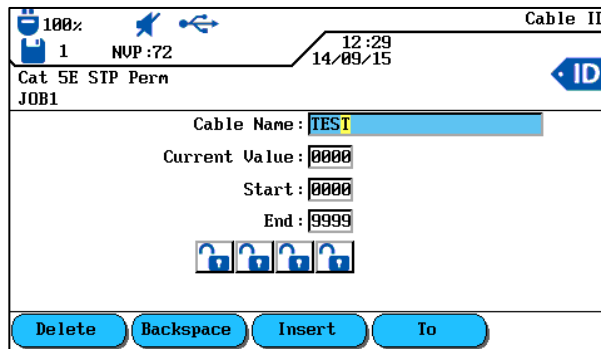 100%
Cable II
1 NVP:72
12:29
14/09/15
Cat 5E STP Perm
JOB1
ID
Cable Name: TEST
Current Value: 0000
Start: 0000
End: 9999
Delete Backspace Insert To